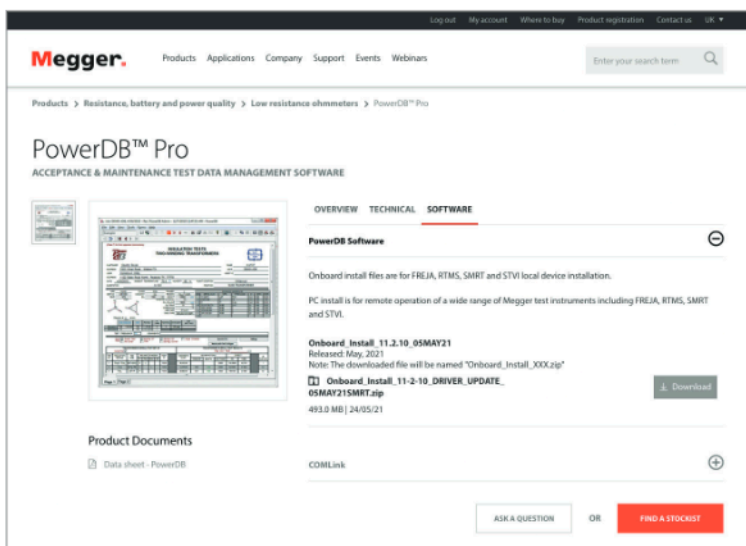 Log out My account Where to buy Product registration Contact us UK
Megger.
Products Applications Company Support Events Webinars
Enter your search term
Products > Resistance, battery and power quality > Low resistance ohmmeters > PowerDB™ Pro
PowerDB™ Pro
ACCEPTANCE & MAINTENANCE TEST DATA MANAGEMENT SOFTWARE
OVERVIEW TECHNICAL SOFTWARE
PowerDB Software
INSULATION TESTS
TWO-WINDING TRANSFORMERS
Onboard install files are for FREJA, RTMS, SMRT and STVI local device installation.
PC install is for remote operation of a wide range of Megger test instruments including FREJA, RTMS, SMRT
and STVI.
Onboard_Install_11.2.10_05MAY21
Released: May, 2021
Note: The downloaded file will be named "Onboard_Install_XXX.zip"
Onboard_Install_11-2-10_DRIVER_UPDATE_
05MAY21SMRT.zip
Download
493.0 MB | 24/05/21
Product Documents
Data sheet - PowerDB
COMLink
ASK A QUESTION OR FIND A STOCKIST